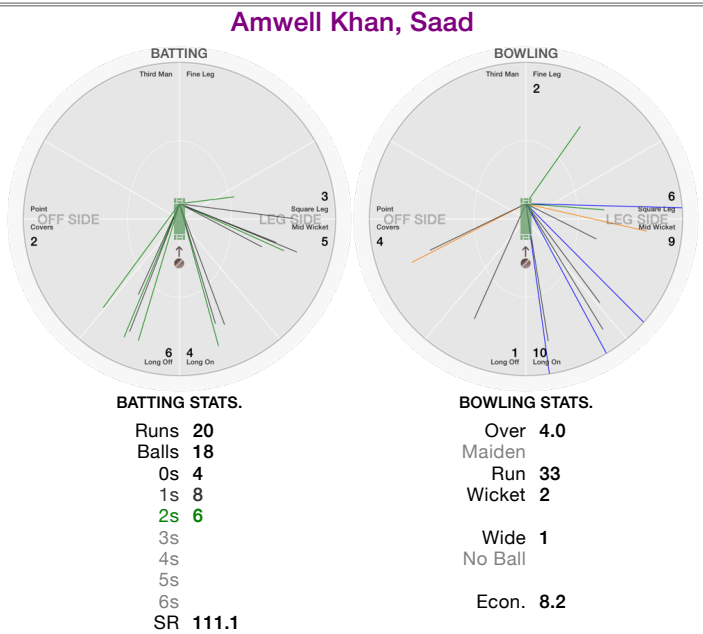 Amwell Khan, Saad
BATTING
Third Man Fine Leg
3
Point Square Leg
OFF SIDE LEG SIDE
Covers Mid Wicket
2 5
6 4
Long Off Long On
BATTING STATS.
Runs 20
Balls 18
0s 4
1s 8
2s 6
3s
4s
5s
6s
SR 111.1
BOWLING
Third Man Fine Leg
2
6
Point Square Leg
OFF SIDE LEG SIDE
Covers Mid Wicket
4 9
1 10
Long Off Long On
BOWLING STATS.
Over 4.0
Maiden
Run 33
Wicket 2
Wide 1
No Ball
Econ. 8.2